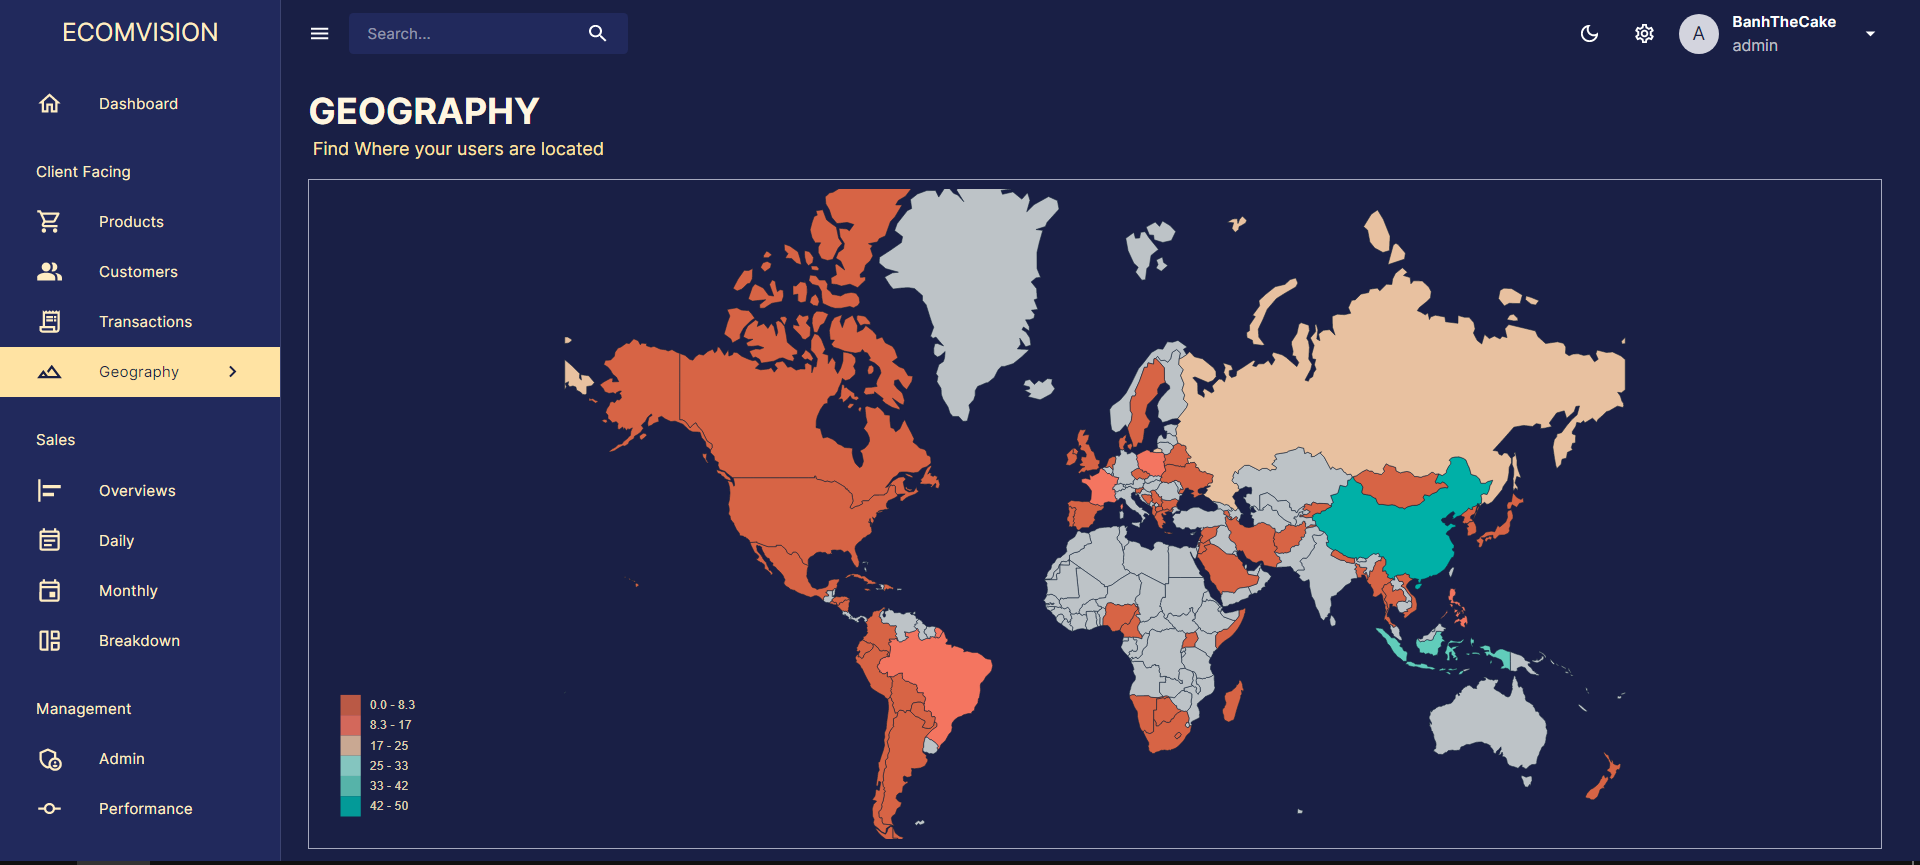 ECOMVISION
Search...
A
BanhTheCake
admin
Dashboard
Client Facing
Products
Customers
Transactions
Geography
Sales
Overviews
Daily
Monthly
Breakdown
Management
Admin
Performance
GEOGRAPHY
Find Where your users are located
0.0 - 8.3
8.3 - 17
17 - 25
25 - 33
33 - 42
42 - 50